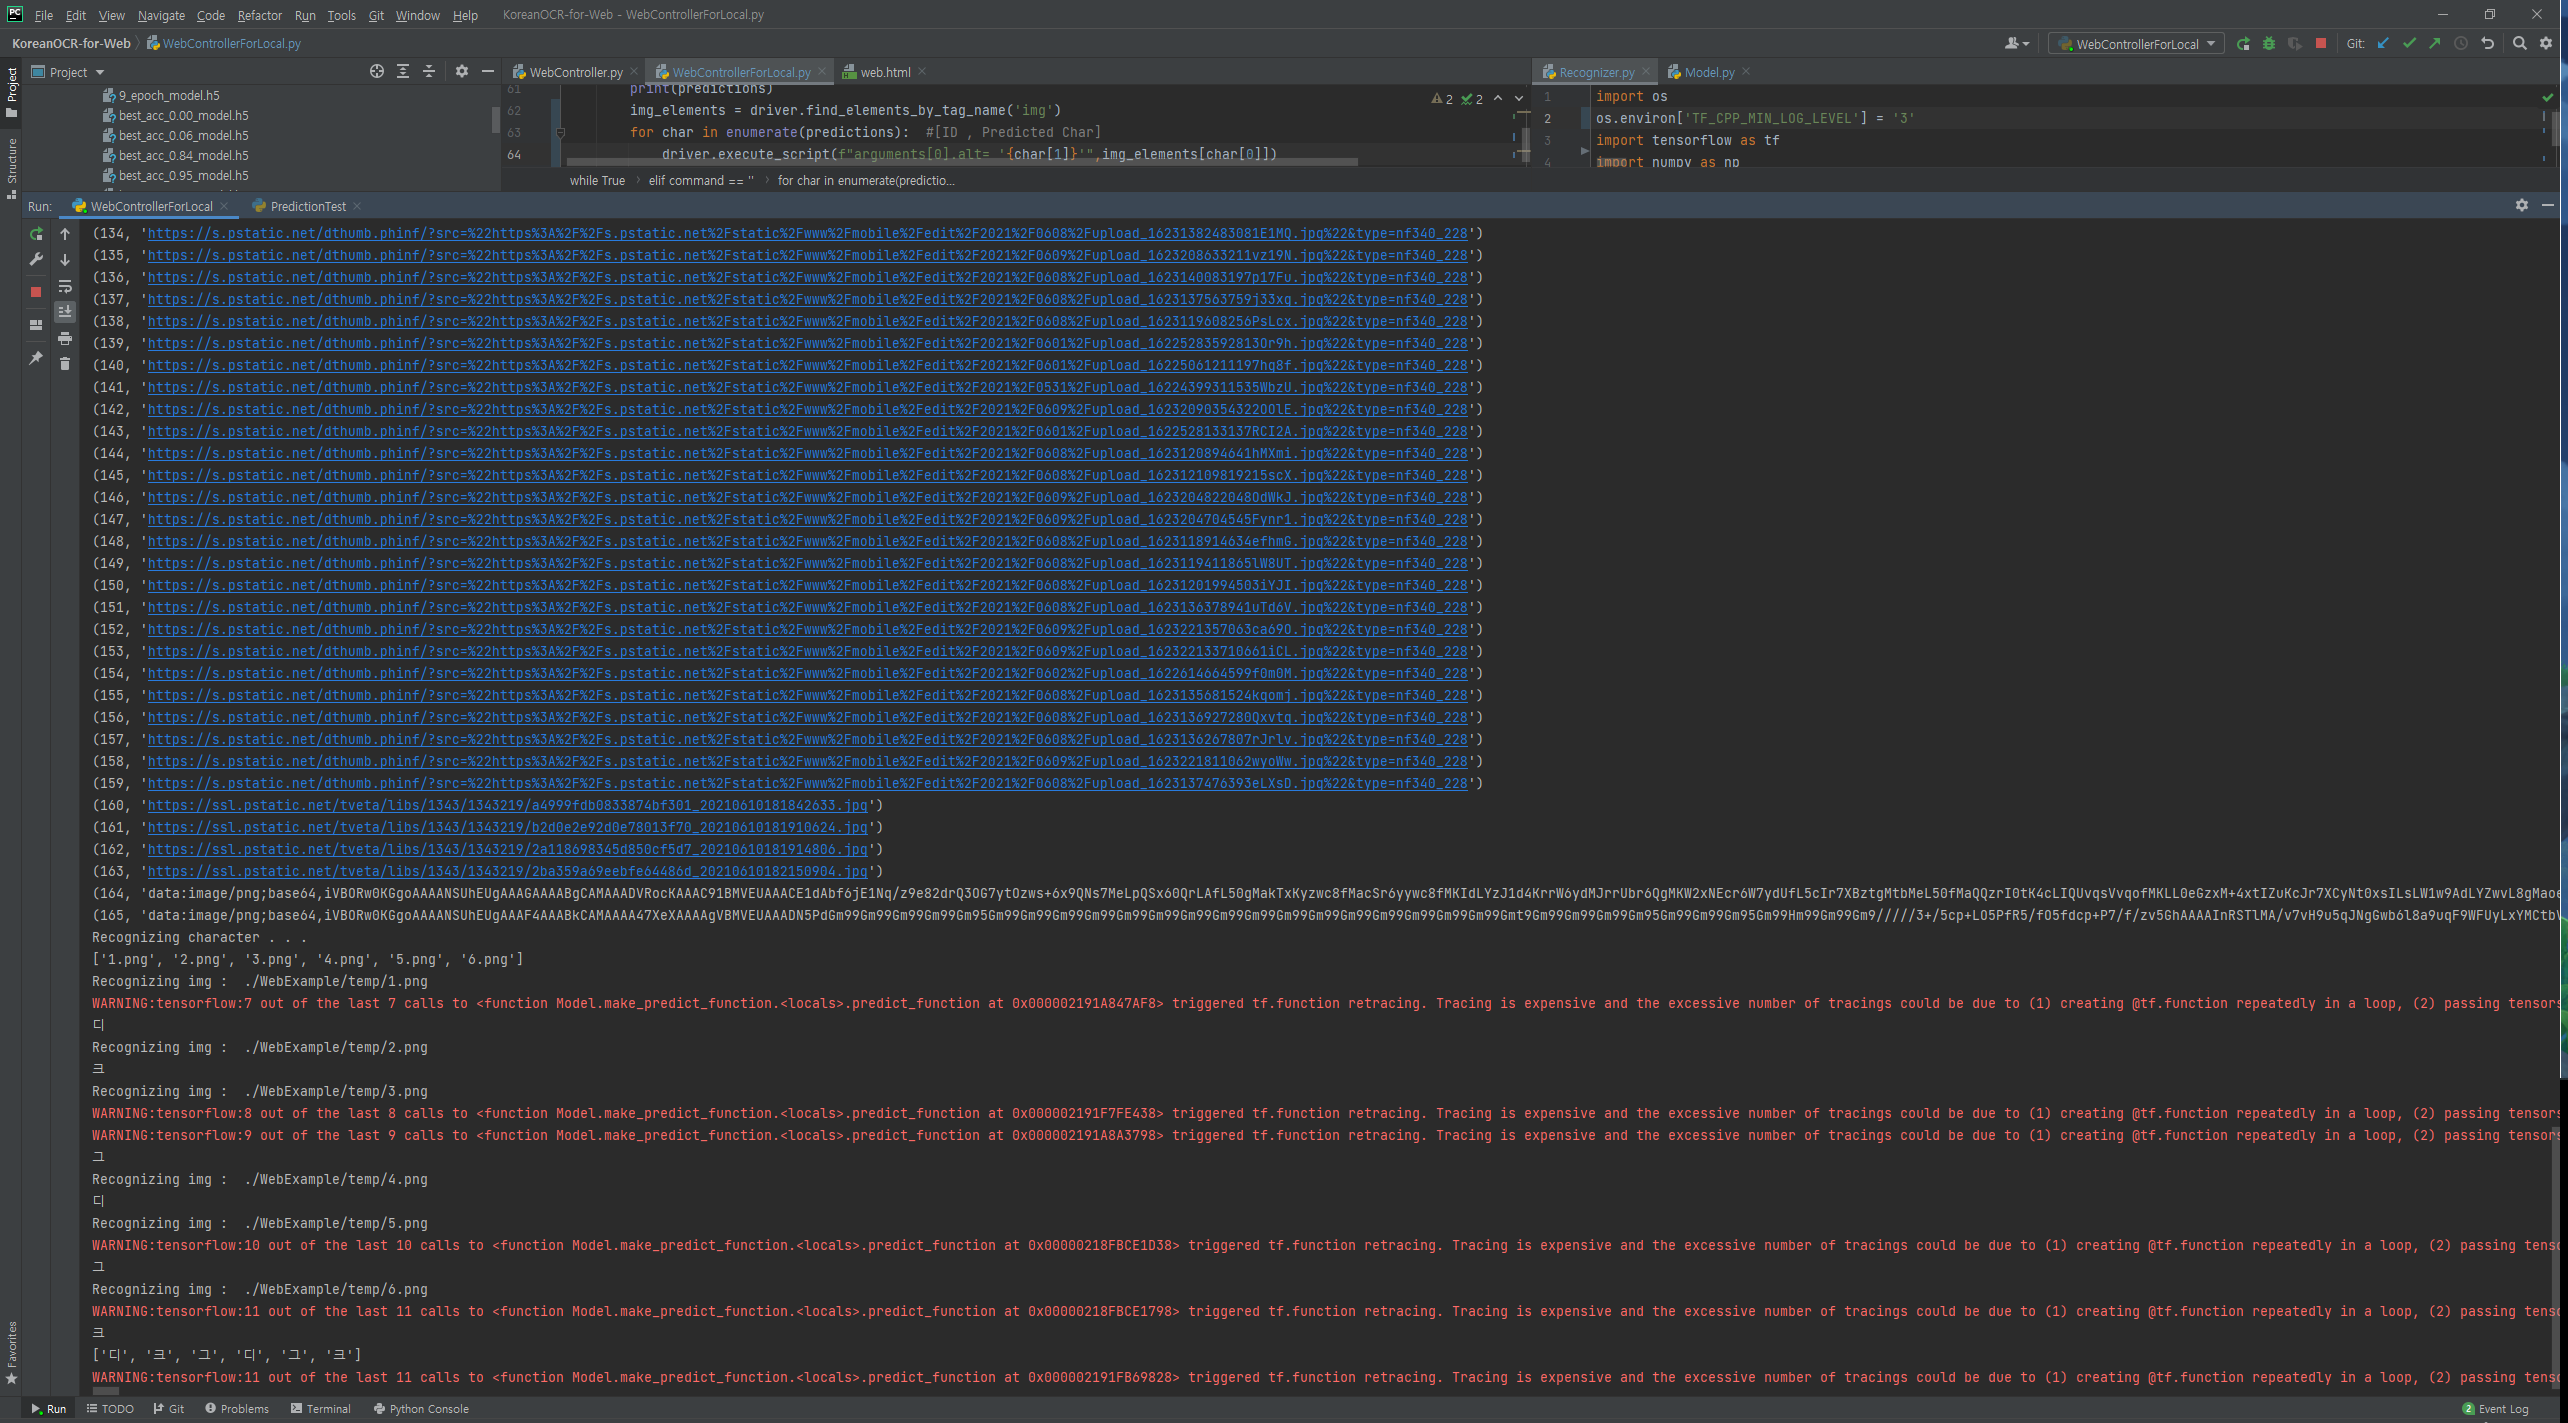 File Edit View Navigate Code Refactor Run Tools Git Window Help KoreanOCR-for-Web - WebControllerForLocal.py
KoreanOCR-for-Web WebControllerForLocal.py WebControllerForLocal Git:
Project WebController.py WebControllerForLocal.py web.html Recognizer.py Model.py
9_epoch_model.h5
best_acc_0.00_model.h5
best_acc_0.06_model.h5
best_acc_0.84_model.h5
best_acc_0.95_model.h5
61 print(predictions)
62 img_elements = driver.find_elements_by_tag_name('img')
63 for char in enumerate(predictions): #[ID , Predicted Char]
64 driver.execute_script(f"arguments[0].alt= '{char[1]}'",img_elements[char[0]])
2 2
while True elif command == '' for char in enumerate(predictio...
1 import os
2 os.environ['TF_CPP_MIN_LOG_LEVEL'] = '3'
3 import tensorflow as tf
4 import numpy as np
Project
Structure
Favorites
Run: WebControllerForLocal PredictionTest
(134, 'https://s.pstatic.net/dthumb.phinf/?src=%22https%3A%2F%2Fs.pstatic.net%2Fstatic%2Fwww%2Fmobile%2Fedit%2F2021%2F0608%2Fupload_1623138248308lE1MQ.jpg%22&type=nf340_228')
(135, 'https://s.pstatic.net/dthumb.phinf/?src=%22https%3A%2F%2Fs.pstatic.net%2Fstatic%2Fwww%2Fmobile%2Fedit%2F2021%2F0609%2Fupload_1623208633211vz19N.jpg%22&type=nf340_228')
(136, 'https://s.pstatic.net/dthumb.phinf/?src=%22https%3A%2F%2Fs.pstatic.net%2Fstatic%2Fwww%2Fmobile%2Fedit%2F2021%2F0608%2Fupload_1623140083197p17Fu.jpg%22&type=nf340_228')
(137, 'https://s.pstatic.net/dthumb.phinf/?src=%22https%3A%2F%2Fs.pstatic.net%2Fstatic%2Fwww%2Fmobile%2Fedit%2F2021%2F0608%2Fupload_1623137563759j33xq.jpg%22&type=nf340_228')
(138, 'https://s.pstatic.net/dthumb.phinf/?src=%22https%3A%2F%2Fs.pstatic.net%2Fstatic%2Fwww%2Fmobile%2Fedit%2F2021%2F0608%2Fupload_1623119608256PsLcx.jpg%22&type=nf340_228')
(139, 'https://s.pstatic.net/dthumb.phinf/?src=%22https%3A%2F%2Fs.pstatic.net%2Fstatic%2Fwww%2Fmobile%2Fedit%2F2021%2F0601%2Fupload_16225283592813Or9h.jpg%22&type=nf340_228')
(140, 'https://s.pstatic.net/dthumb.phinf/?src=%22https%3A%2F%2Fs.pstatic.net%2Fstatic%2Fwww%2Fmobile%2Fedit%2F2021%2F0601%2Fupload_16225061211197hq8f.jpg%22&type=nf340_228')
(141, 'https://s.pstatic.net/dthumb.phinf/?src=%22https%3A%2F%2Fs.pstatic.net%2Fstatic%2Fwww%2Fmobile%2Fedit%2F2021%2F0531%2Fupload_16224399311535WbzU.jpg%22&type=nf340_228')
(142, 'https://s.pstatic.net/dthumb.phinf/?src=%22https%3A%2F%2Fs.pstatic.net%2Fstatic%2Fwww%2Fmobile%2Fedit%2F2021%2F0609%2Fupload_16232090354322OOlE.jpg%22&type=nf340_228')
(143, 'https://s.pstatic.net/dthumb.phinf/?src=%22https%3A%2F%2Fs.pstatic.net%2Fstatic%2Fwww%2Fmobile%2Fedit%2F2021%2F0601%2Fupload_1622528133137RCI2A.jpg%22&type=nf340_228')
(144, 'https://s.pstatic.net/dthumb.phinf/?src=%22https%3A%2F%2Fs.pstatic.net%2Fstatic%2Fwww%2Fmobile%2Fedit%2F2021%2F0608%2Fupload_1623120894641hMXmi.jpg%22&type=nf340_228')
(145, 'https://s.pstatic.net/dthumb.phinf/?src=%22https%3A%2F%2Fs.pstatic.net%2Fstatic%2Fwww%2Fmobile%2Fedit%2F2021%2F0608%2Fupload_1623121098192l5scX.jpg%22&type=nf340_228')
(146, 'https://s.pstatic.net/dthumb.phinf/?src=%22https%3A%2F%2Fs.pstatic.net%2Fstatic%2Fwww%2Fmobile%2Fedit%2F2021%2F0609%2Fupload_1623204822048OdWkJ.jpg%22&type=nf340_228')
(147, 'https://s.pstatic.net/dthumb.phinf/?src=%22https%3A%2F%2Fs.pstatic.net%2Fstatic%2Fwww%2Fmobile%2Fedit%2F2021%2F0609%2Fupload_1623204704545Fynr1.jpg%22&type=nf340_228')
(148, 'https://s.pstatic.net/dthumb.phinf/?src=%22https%3A%2F%2Fs.pstatic.net%2Fstatic%2Fwww%2Fmobile%2Fedit%2F2021%2F0608%2Fupload_1623118914634efhmG.jpg%22&type=nf340_228')
(149, 'https://s.pstatic.net/dthumb.phinf/?src=%22https%3A%2F%2Fs.pstatic.net%2Fstatic%2Fwww%2Fmobile%2Fedit%2F2021%2F0608%2Fupload_1623119411865lW8UT.jpg%22&type=nf340_228')
(150, 'https://s.pstatic.net/dthumb.phinf/?src=%22https%3A%2F%2Fs.pstatic.net%2Fstatic%2Fwww%2Fmobile%2Fedit%2F2021%2F0608%2Fupload_16231201994503iYJI.jpg%22&type=nf340_228')
(151, 'https://s.pstatic.net/dthumb.phinf/?src=%22https%3A%2F%2Fs.pstatic.net%2Fstatic%2Fwww%2Fmobile%2Fedit%2F2021%2F0608%2Fupload_1623136378941uTd6V.jpg%22&type=nf340_228')
(152, 'https://s.pstatic.net/dthumb.phinf/?src=%22https%3A%2F%2Fs.pstatic.net%2Fstatic%2Fwww%2Fmobile%2Fedit%2F2021%2F0609%2Fupload_1623221357063ca69O.jpg%22&type=nf340_228')
(153, 'https://s.pstatic.net/dthumb.phinf/?src=%22https%3A%2F%2Fs.pstatic.net%2Fstatic%2Fwww%2Fmobile%2Fedit%2F2021%2F0609%2Fupload_1623221337106 61iCL.jpg%22&type=nf340_228')
(154, 'https://s.pstatic.net/dthumb.phinf/?src=%22https%3A%2F%2Fs.pstatic.net%2Fstatic%2Fwww%2Fmobile%2Fedit%2F2021%2F0602%2Fupload_1622614664599f0m0M.jpg%22&type=nf340_228')
(155, 'https://s.pstatic.net/dthumb.phinf/?src=%22https%3A%2F%2Fs.pstatic.net%2Fstatic%2Fwww%2Fmobile%2Fedit%2F2021%2F0608%2Fupload_1623135681524kqomj.jpg%22&type=nf340_228')
(156, 'https://s.pstatic.net/dthumb.phinf/?src=%22https%3A%2F%2Fs.pstatic.net%2Fstatic%2Fwww%2Fmobile%2Fedit%2F2021%2F0608%2Fupload_1623136927280Qxvtq.jpg%22&type=nf340_228')
(157, 'https://s.pstatic.net/dthumb.phinf/?src=%22https%3A%2F%2Fs.pstatic.net%2Fstatic%2Fwww%2Fmobile%2Fedit%2F2021%2F0608%2Fupload_1623136267807rJrlv.jpg%22&type=nf340_228')
(158, 'https://s.pstatic.net/dthumb.phinf/?src=%22https%3A%2F%2Fs.pstatic.net%2Fstatic%2Fwww%2Fmobile%2Fedit%2F2021%2F0609%2Fupload_1623221811062wyoWw.jpg%22&type=nf340_228')
(159, 'https://s.pstatic.net/dthumb.phinf/?src=%22https%3A%2F%2Fs.pstatic.net%2Fstatic%2Fwww%2Fmobile%2Fedit%2F2021%2F0608%2Fupload_1623137476393eLXsD.jpg%22&type=nf340_228')
(160, 'https://ssl.pstatic.net/tveta/libs/1343/1343219/a4999fdb0833874bf301_20210610181842633.jpg')
(161, 'https://ssl.pstatic.net/tveta/libs/1343/1343219/b2d0e2e92d0e78013f70_20210610181910624.jpg')
(162, 'https://ssl.pstatic.net/tveta/libs/1343/1343219/2a118698345d850cf5d7_20210610181914806.jpg')
(163, 'https://ssl.pstatic.net/tveta/libs/1343/1343219/2ba359a69eebfe64486d_20210610182150904.jpg')
(164, 'data:image/png;base64,
(165, 'data:image/png;base64,
Recognizing character . . .
['1.png', '2.png', '3.png', '4.png', '5.png', '6.png']
Recognizing img : ./WebExample/temp/1.png
WARNING:tensorflow:7 out of the last 7 calls to <function Model.make_predict_function.<locals>.predict_function at 0x000002191A847AF8> triggered tf.function retracing. Tracing is expensive and the excessive number of tracings could be due to (1) creating @tf.function repeatedly in a loop, (2) passing tensors
디
Recognizing img : ./WebExample/temp/2.png
크
Recognizing img : ./WebExample/temp/3.png
WARNING:tensorflow:8 out of the last 8 calls to <function Model.make_predict_function.<locals>.predict_function at 0x000002191F7FE438> triggered tf.function retracing. Tracing is expensive and the excessive number of tracings could be due to (1) creating @tf.function repeatedly in a loop, (2) passing tensors
WARNING:tensorflow:9 out of the last 9 calls to <function Model.make_predict_function.<locals>.predict_function at 0x000002191A8A3798> triggered tf.function retracing. Tracing is expensive and the excessive number of tracings could be due to (1) creating @tf.function repeatedly in a loop, (2) passing tensors
그
Recognizing img : ./WebExample/temp/4.png
디
Recognizing img : ./WebExample/temp/5.png
WARNING:tensorflow:10 out of the last 10 calls to <function Model.make_predict_function.<locals>.predict_function at 0x00000218FBCE1D38> triggered tf.function retracing. Tracing is expensive and the excessive number of tracings could be due to (1) creating @tf.function repeatedly in a loop, (2) passing tenso
그
Recognizing img : ./WebExample/temp/6.png
WARNING:tensorflow:11 out of the last 11 calls to <function Model.make_predict_function.<locals>.predict_function at 0x00000218FBCE1798> triggered tf.function retracing. Tracing is expensive and the excessive number of tracings could be due to (1) creating @tf.function repeatedly in a loop, (2) passing tenso
크
['디', '크', '그', '디', '그', '크']
WARNING:tensorflow:11 out of the last 11 calls to <function Model.make_predict_function.<locals>.predict_function at 0x000002191FB69828> triggered tf.function retracing. Tracing is expensive and the excessive number of tracings could be due to (1) creating @tf.function repeatedly in a loop, (2) passing tenso
Run TODO Git Problems Terminal Python Console 2 Event Log